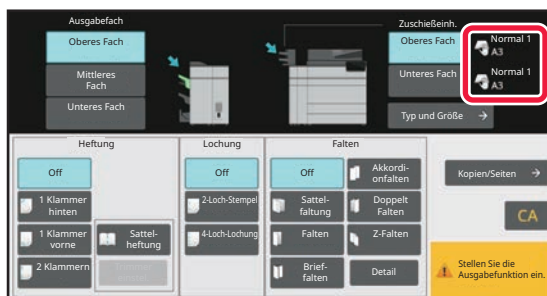 Ausgabefach
Zuschießeinh.
Oberes Fach
Mittleres
Fach
Unteres Fach
Oberes Fach
Normal 1
A3
Unteres Fach
Normal 1
A3
Typ und Größe
Heftung
Lochung
Falten
Off
1 Klammer
hinten
1 Klammer
vorne
2 Klammern
Sattel-
heftung
Off
2-Loch-Stempel
4-Loch-Lochung
Off
Akkordi-
onfalten
Sattel-
faltung
Doppelt
Falten
Falten
Z-Falten
Brief-
falten
Detail
Kopien/Seiten
CA
Stellen Sie die
Ausgabefunktion ein.